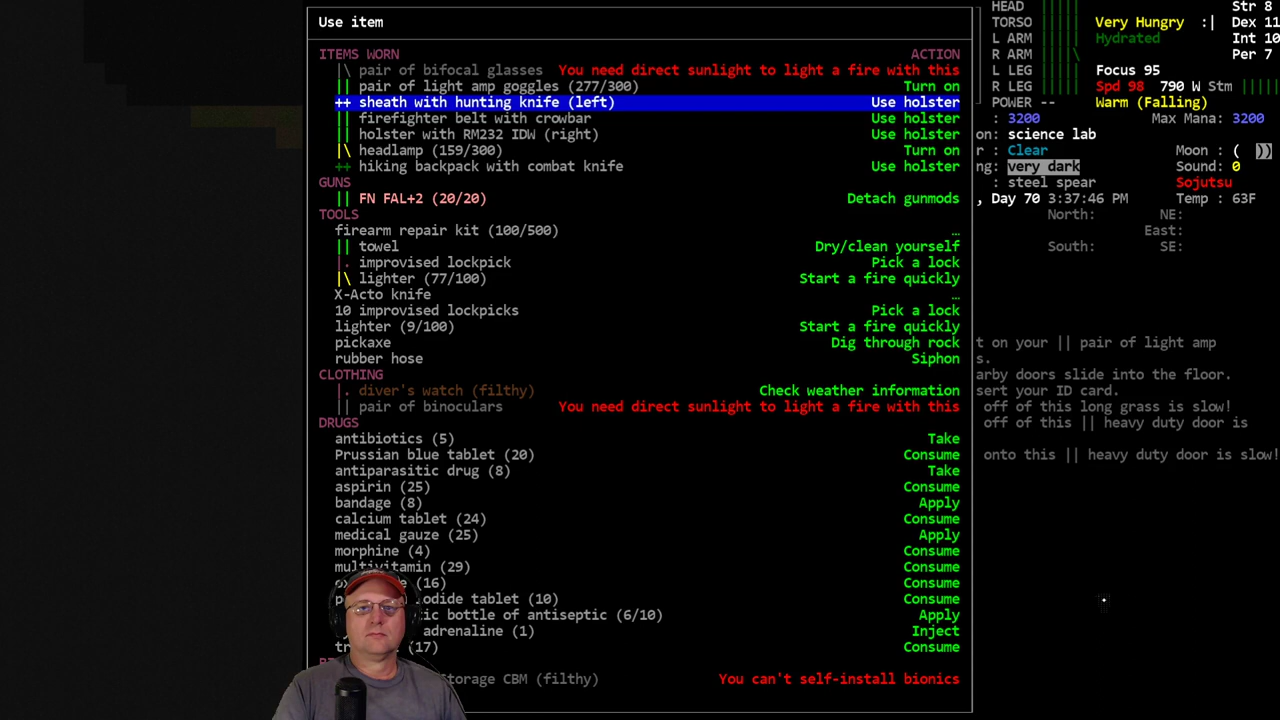 Use item
ITEMS WORN ACTION
|\ pair of bifocal glasses You need direct sunlight to light a fire with this
|| pair of light amp goggles (277/300) Turn on
++ sheath with hunting knife (left) Use holster
|| firefighter belt with crowbar Use holster
|| holster with RM232 IDW (right) Use holster
|\ headlamp (159/300) Turn on
++ hiking backpack with combat knife Use holster
GUNS
|| FN FAL+2 (20/20) Detach gunmods
TOOLS
firearm repair kit (100/500) …
|| towel Dry/clean yourself
|. improvised lockpick Pick a lock
|\ lighter (77/100) Start a fire quickly
X-Acto knife …
10 improvised lockpicks Pick a lock
lighter (9/100) Start a fire quickly
pickaxe Dig through rock
rubber hose Siphon
CLOTHING
|. diver's watch (filthy) Check weather information
|| pair of binoculars You need direct sunlight to light a fire with this
DRUGS
antibiotics (5) Take
Prussian blue tablet (20) Consume
antiparasitic drug (8) Take
aspirin (25) Consume
bandage (8) Apply
calcium tablet (24) Consume
medical gauze (25) Apply
morphine (4) Consume
multivitamin (29) Consume
(16) Consume
iodide tablet (10) Consume
bottle of antiseptic (6/10) Apply
adrenaline (1) Inject
(17) Consume
Storage CBM (filthy) You can't self-install bionics
HEAD ||||| Str 8
TORSO ||||| Very Hungry :| Dex 11
L ARM ||||| Hydrated Int 10
R ARM ||||\ Per 7
L LEG ||||| Focus 95
R LEG ||||| Spd 98 790 W Stm |||||
POWER -- Warm (Falling)
: 3200 Max Mana: 3200
on: science lab
r : Clear Moon : ( ))
ng: very dark Sound: 0
: steel spear Sojutsu
, Day 70 3:37:46 PM Temp : 63F
North: NE:
East:
South: SE:
t on your || pair of light amp
s.
arby doors slide into the floor.
sert your ID card.
off of this long grass is slow!
off of this || heavy duty door is
onto this || heavy duty door is slow!